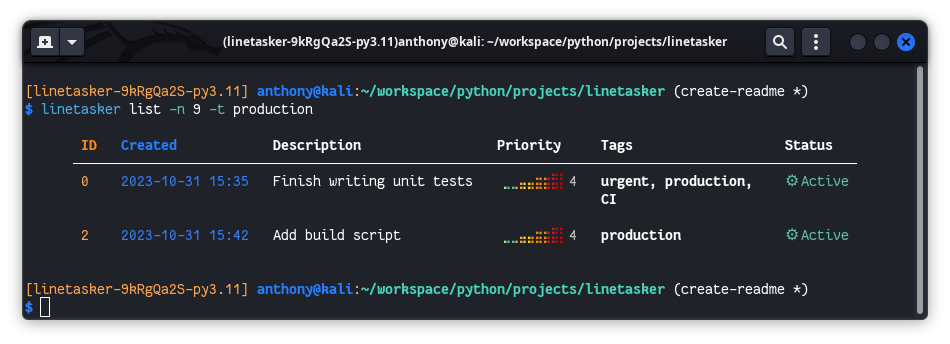 (linetasker-9kRgQa2S-py3.11)anthony@kali: ~/workspace/python/projects/linetasker
[linetasker-9kRgQa2S-py3.11] anthony@kali:~/workspace/python/projects/linetasker (create-readme *)
$ linetasker list -n 9 -t production
ID Created Description Priority Tags Status
0 2023-10-31 15:35 Finish writing unit tests 4 urgent, production, ⚙Active
CI
2 2023-10-31 15:42 Add build script 4 production ⚙Active
[linetasker-9kRgQa2S-py3.11] anthony@kali:~/workspace/python/projects/linetasker (create-readme *)
$